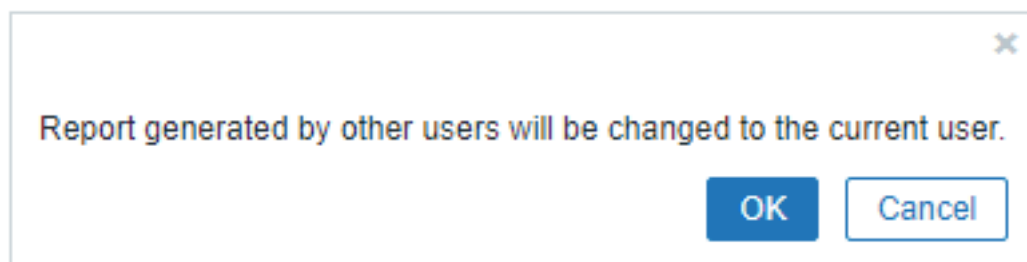 Report generated by other users will be changed to the current user.
OK Cancel